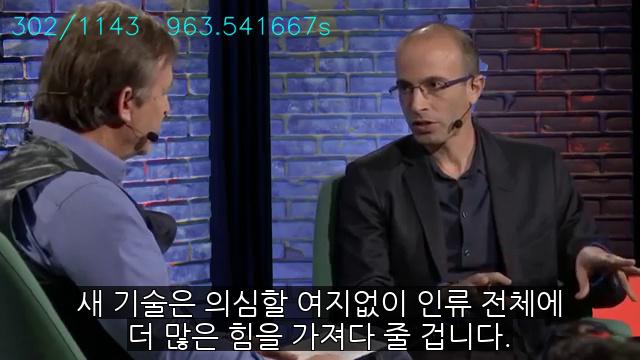 302/1143 963.541667s
새 기술은 의심할 여지없이 인류 전체에
더 많은 힘을 가져다 줄 겁니다.